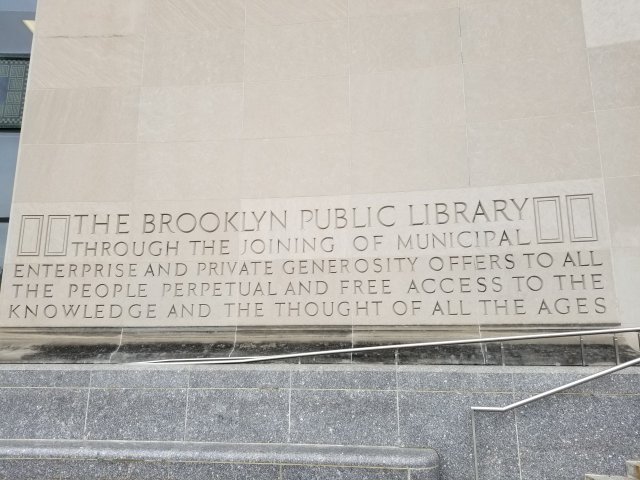 THE BROOKLYN PUBLIC LIBRARY
THROUGH THE JOINING OF MUNICIPAL
ENTERPRISE AND PRIVATE GENEROSITY OFFERS TO ALL
THE PEOPLE PERPETUAL AND FREE ACCESS TO THE
KNOWLEDGE AND THE THOUGHT OF ALL THE AGES